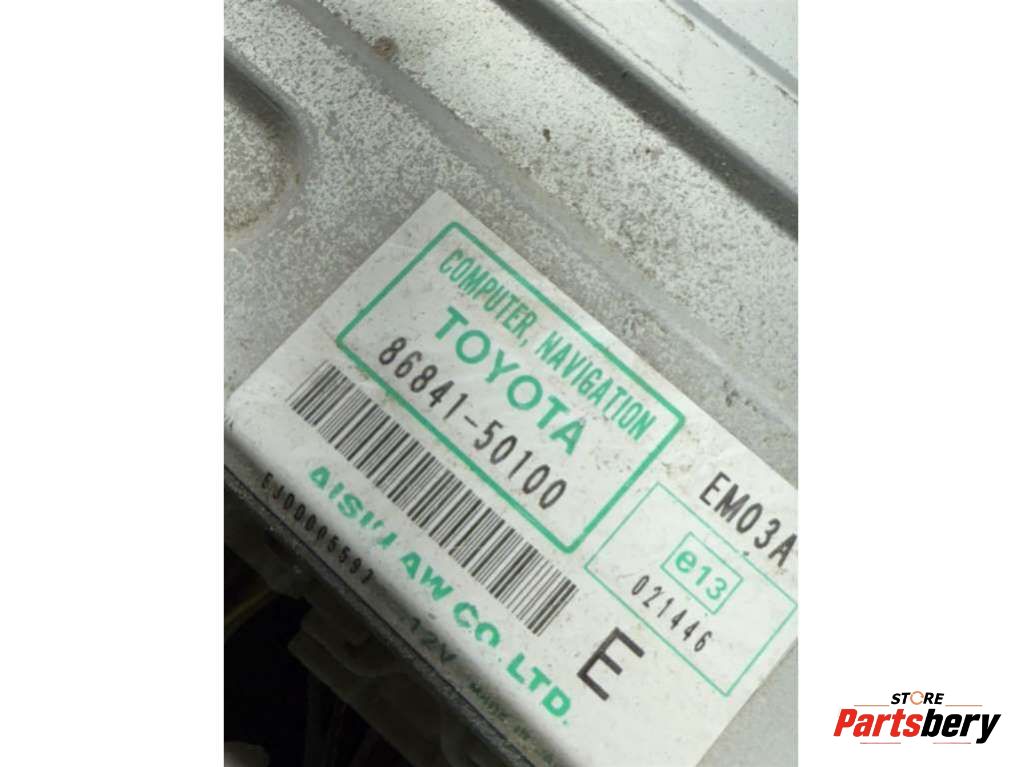 COMPUTER, NAVIGATION
TOYOTA
86841-50100
EM03A
e13
021446
E
AISIN AW CO., LTD.
12V
STORE
Partsbery